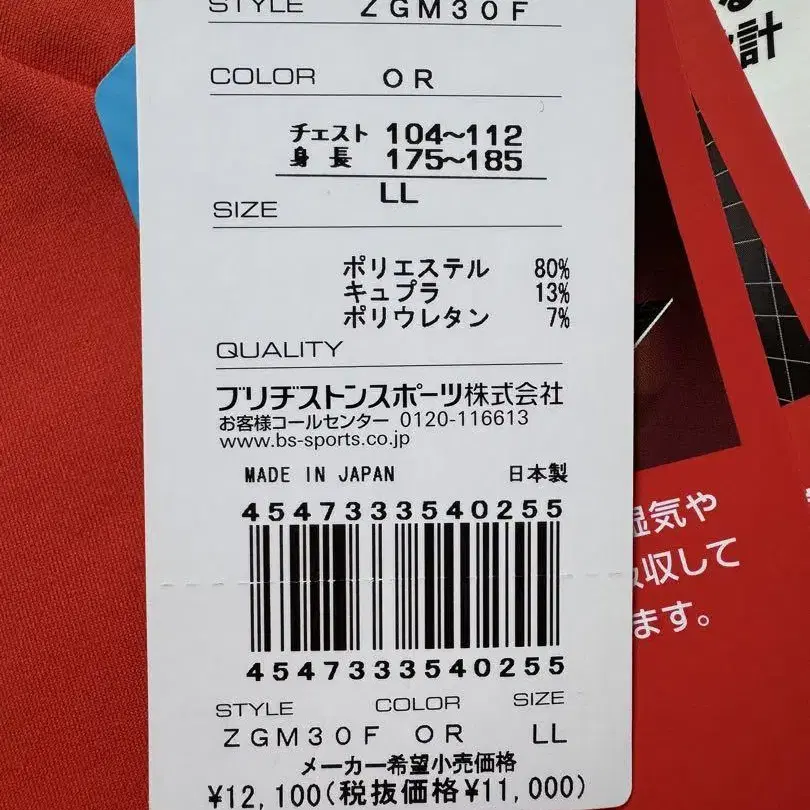 STYLE ZGM30F
COLOR OR
チェスト 104~112
身長 175~185
LL
SIZE
ポリエステル 80%
キュプラ 13%
ポリウレタン 7%
QUALITY
ブリヂストンスポーツ株式会社
お客様コールセンター 0120-116613
www.bs-sports.co.jp
MADE IN JAPAN 日本製
4547333540255
4547333540255
STYLE COLOR SIZE
ZGM30F OR LL
メーカー希望小売価格
¥12,100(税抜価格¥11,000)
計
湿気や
吸収して
ます。